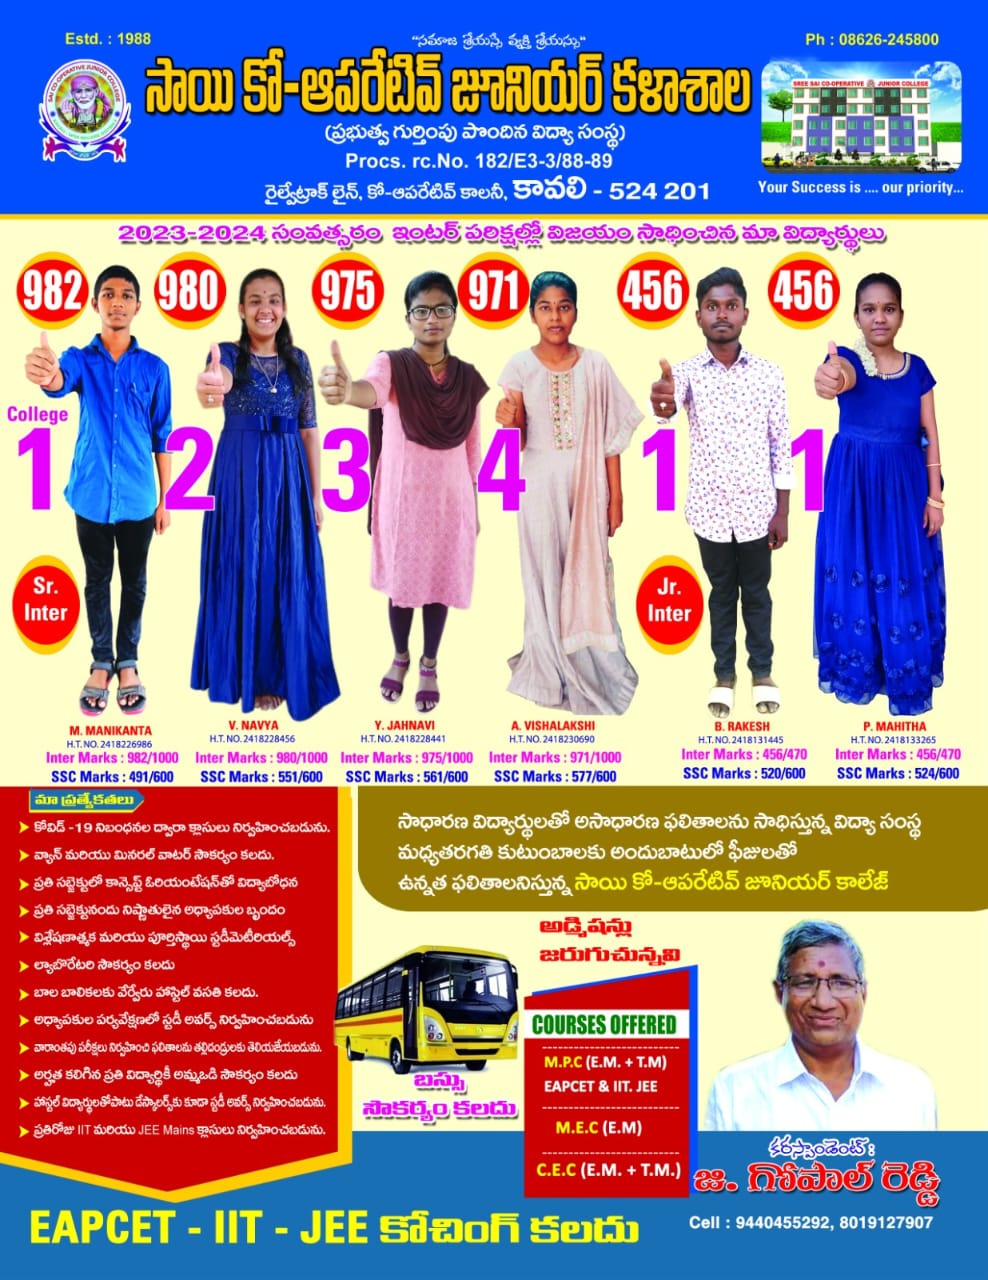 Estd. : 1988
"సమాజ శ్రేయస్సే వ్యక్తి శ్రేయస్సు"
Ph : 08626-245800
సాయి కో-ఆపరేటివ్ జూనియర్ కళాశాల
(ప్రభుత్వ గుర్తింపు పొందిన విద్యా సంస్థ)
Procs. rc.No. 182/E3-3/88-89
రైల్వేట్రాక్ లైన్, కో-ఆపరేటివ్ కాలనీ, కావలి - 524 201
SREE SAI CO-OPERATIVE JUNIOR COLLEGE
Your Success is .... our priority...
2023-2024 సంవత్సరం ఇంటర్ పరిక్షల్లో విజయం సాధించిన మా విద్యార్థులు
982 980 975 971 456 456
College
1 2 3 4 1 1
Sr. Inter
Jr. Inter
M. MANIKANTA
H.T. NO. 2418226986
Inter Marks : 982/1000
SSC Marks : 491/600
V. NAVYA
H.T. NO. 2418228456
Inter Marks : 980/1000
SSC Marks : 551/600
Y. JAHNAVI
H.T. NO. 2418228441
Inter Marks : 975/1000
SSC Marks : 561/600
A. VISHALAKSHI
H.T. NO. 2418230690
Inter Marks : 971/1000
SSC Marks : 577/600
B. RAKESH
H.T. NO. 2418131445
Inter Marks : 456/470
SSC Marks : 520/600
P. MAHITHA
H.T. NO. 2418133265
Inter Marks : 456/470
SSC Marks : 524/600
మా ప్రత్యేకతలు
కోవిడ్ -19 నిబంధనల ద్వారా క్లాసులు నిర్వహించబడును.
వ్యాన్ మరియు మినరల్ వాటర్ సౌకర్యం కలదు.
ప్రతి సబ్జెక్టులో కాన్సెప్ట్ ఓరియంటేషన్‌తో విద్యాబోధన
ప్రతి సబ్జెక్టునందు నిష్ణాతులైన అధ్యాపకుల బృందం
విశ్లేషణాత్మక మరియు పూర్తిస్థాయి స్టడీమెటీరియల్స్
ల్యాబొరేటరి సౌకర్యం కలదు
బాల బాలికలకు వేర్వేరు హాస్టెల్ వసతి కలదు.
అధ్యాపకుల పర్యవేక్షణలో స్టడీ అవర్స్ నిర్వహించబడును
వారాంతపు పరీక్షలు నిర్వహించి ఫలితాలను తల్లిదండ్రులకు తెలియజేయబడును.
అర్హత కలిగిన ప్రతి విద్యార్థికీ అమ్మఒడి సౌకర్యం కలదు
హాస్టల్ విద్యార్థులతోపాటు డేస్కాలర్స్‌కు కూడా స్టడీ అవర్స్ నిర్వహించబడును.
ప్రతిరోజు IIT మరియు JEE Mains క్లాసులు నిర్వహించబడును.
సాధారణ విద్యార్థులతో అసాధారణ ఫలితాలను సాధిస్తున్న విద్యా సంస్థ
మధ్యతరగతి కుటుంబాలకు అందుబాటులో ఫీజులతో
ఉన్నత ఫలితాలనిస్తున్న సాయి కో-ఆపరేటివ్ జూనియర్ కాలేజ్
అడ్మిషన్లు
జరుగుచున్నవి
బస్సు
సౌకర్యం కలదు
COURSES OFFERED
M.P.C (E.M. + T.M)
EAPCET & IIT. JEE
M.E.C (E.M)
C.E.C (E.M. + T.M.)
కరస్పాండెంట్ :
జి. గోపాల్ రెడ్డి
Cell : 9440455292, 8019127907
EAPCET - IIT - JEE కోచింగ్ కలదు